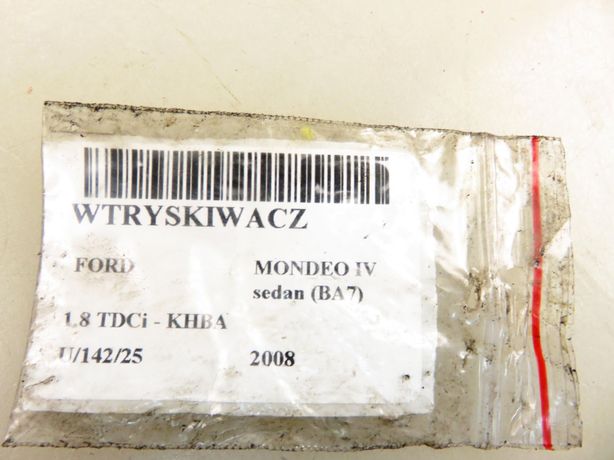 WTRYSKIWACZ
FORD MONDEO IV
sedan (BA7)
1.8 TDCi - KHBA
U/142/25 2008